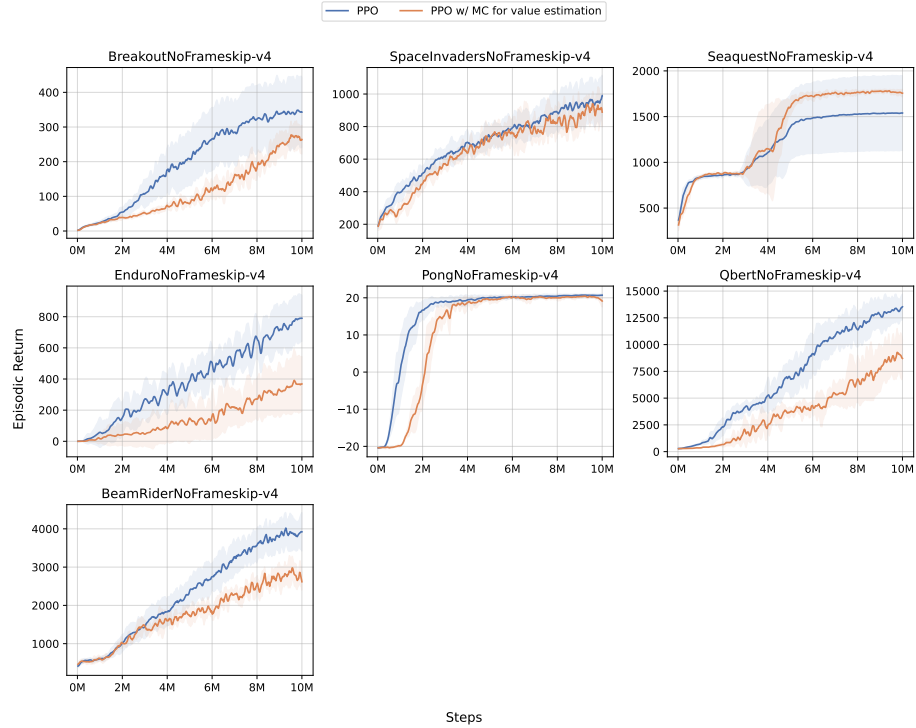 PPO PPO w/ MC for value estimation
BreakoutNoFrameskip-v4
400
300
200
100
0
0M 2M 4M 6M 8M 10M
SpaceInvadersNoFrameskip-v4
1000
800
600
400
200
0M 2M 4M 6M 8M 10M
SeaquestNoFrameskip-v4
2000
1500
1000
500
0M 2M 4M 6M 8M 10M
Episodic Return
EnduroNoFrameskip-v4
800
600
400
200
0
0M 2M 4M 6M 8M 10M
PongNoFrameskip-v4
20
10
0
−10
−20
0M 2M 4M 6M 8M 10M
QbertNoFrameskip-v4
15000
12500
10000
7500
5000
2500
0
0M 2M 4M 6M 8M 10M
BeamRiderNoFrameskip-v4
4000
3000
2000
1000
0M 2M 4M 6M 8M 10M
Steps